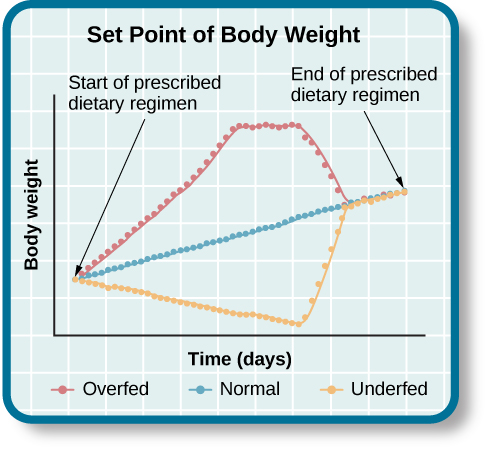 Set Point of Body Weight
Start of prescribed
dietary regimen
End of prescribed
dietary regimen
Body weight
Time (days)
Overfed
Normal
Underfed